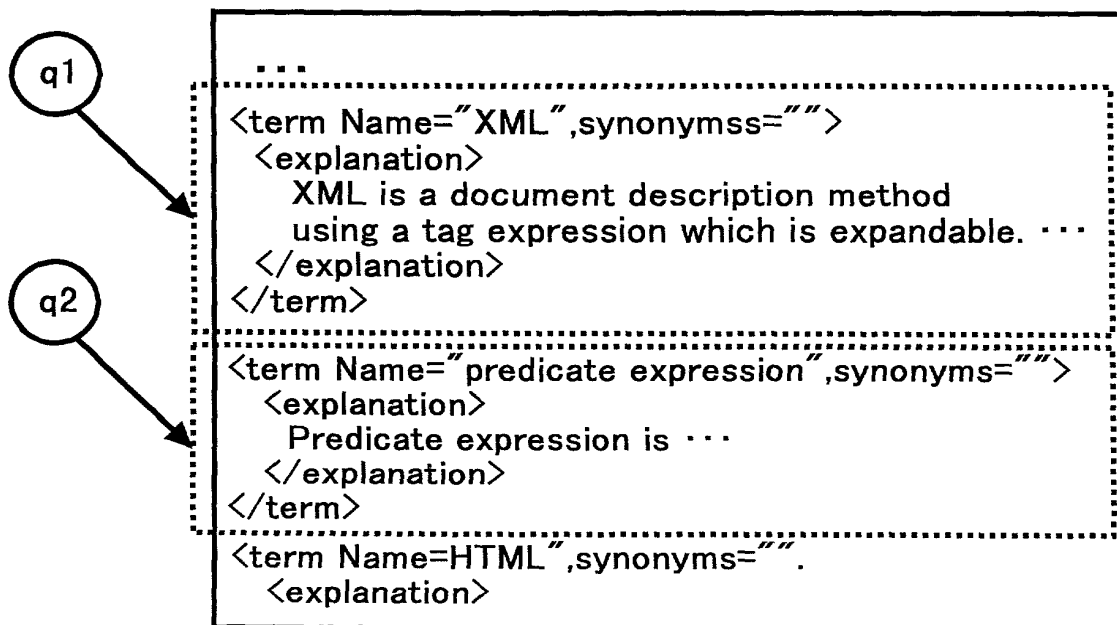 ...
q1
<term Name="XML",synonymss="">
<explanation>
XML is a document description method
using a tag expression which is expandable. ...
</explanation>
</term>
q2
<term Name="predicate expression",synonyms="">
<explanation>
Predicate expression is ...
</explanation>
</term>
<term Name=HTML",synonyms="".
<explanation>